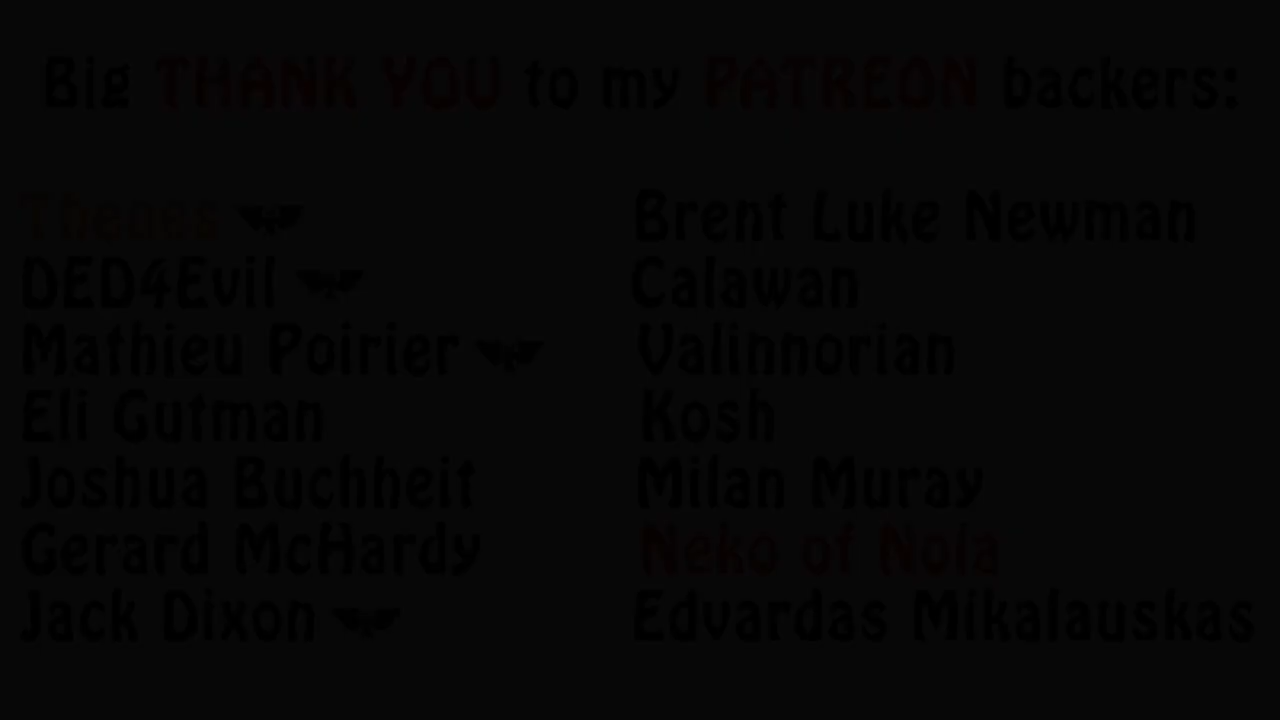 Big THANK YOU to my PATREON backers:
Thenes
DED4Evil
Mathieu Poirier
Eli Gutman
Joshua Buchheit
Gerard McHardy
Jack Dixon
Brent Luke Newman
Calawan
Valinnorian
Kosh
Milan Muray
Neko of Nola
Edvardas Mikalauskas